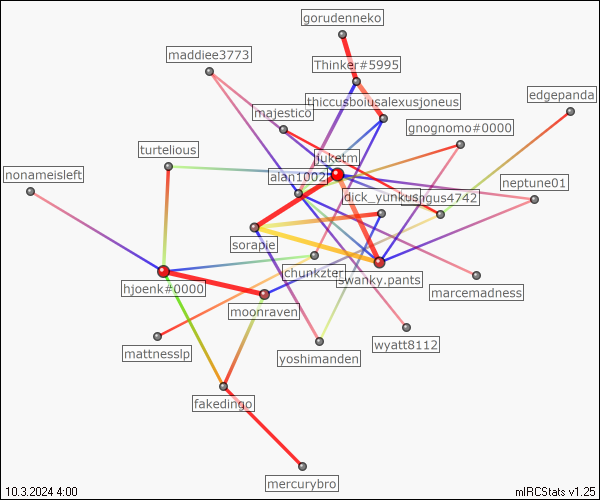 gorudenneko
maddiee3773
Thinker#5995
edgepanda
thiccusboiusalexusjoneus
majestico
gnognomo#0000
turtelious
juketm
nonameisleft
alan1002
neptune01
dick_yunkus
gus4742
sorapie
chunkzter
swanky.pants
hjoenk#0000
marcemadness
moonraven
wyatt8112
mattnesslp
yoshimanden
fakedingo
mercurybro
10.3.2024 4:00
mIRCStats v1.25